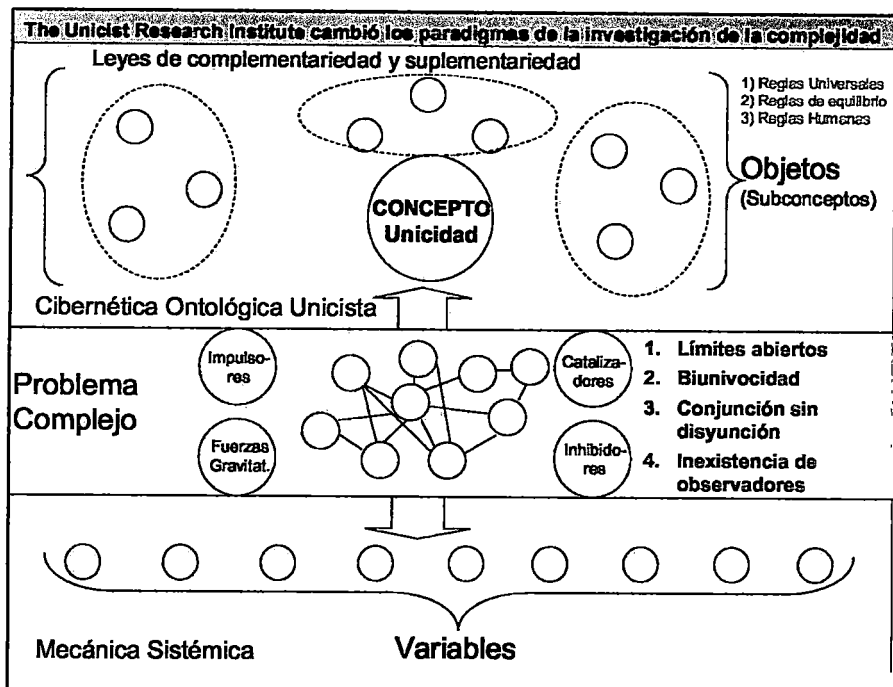 The Unicist Research Institute cambió los paradigmas de la investigación de la complejidad
Leyes de complementariedad y suplementariedad
1) Reglas Universales
2) Reglas de equilibrio
3) Reglas Humanas
Objetos
(Subconceptos)
CONCEPTO
Unicidad
Cibernética Ontológica Unicista
Problema
Complejo
Impulso-
res
Fuerzas
Gravitat.
Cataliza-
dores
Inhibido-
res
1. Límites abiertos
2. Biunivocidad
3. Conjunción sin
disyunción
4. Inexistencia de
observadores
Mecánica Sistémica
Variables